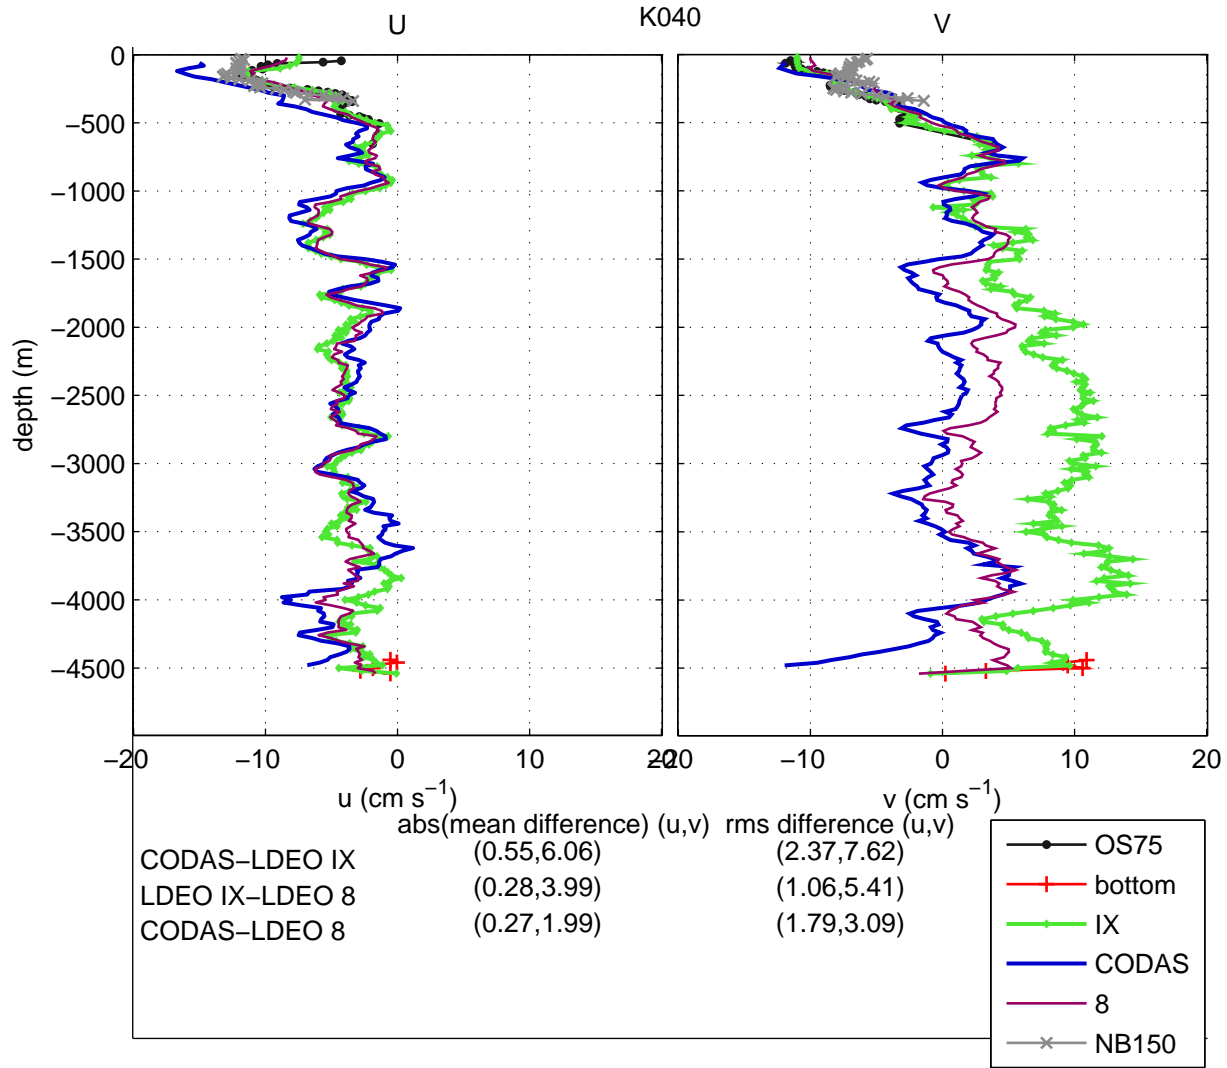 K040
U
V
0
−500
−1000
−1500
−2000
−2500
−3000
−3500
−4000
−4500
depth (m)
−20
−10
0
10
20
−20
−10
0
10
20
u (cm s−1)
v (cm s−1)
abs(mean difference) (u,v)
rms difference (u,v)
CODAS−LDEO IX
(0.55,6.06)
(2.37,7.62)
LDEO IX−LDEO 8
(0.28,3.99)
(1.06,5.41)
CODAS−LDEO 8
(0.27,1.99)
(1.79,3.09)
OS75
bottom
IX
CODAS
8
NB150